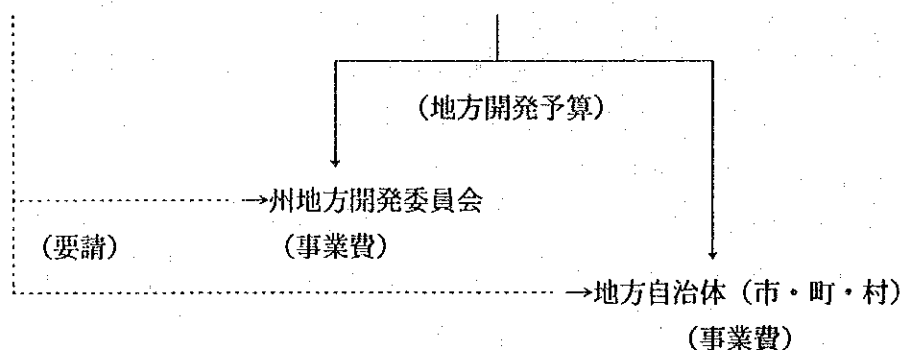 (地方開発予算)
→州地方開発委員会
(要請)
(事業費)
→地方自治体(市・町・村)
(事業費)